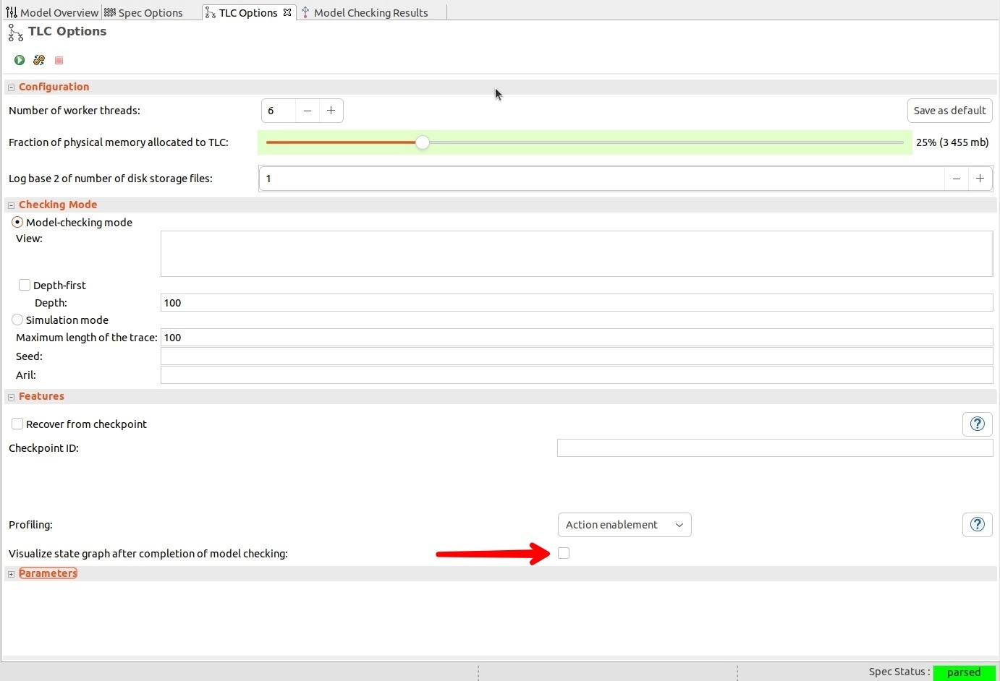 Model Overview Spec Options TLC Options Model Checking Results
TLC Options
Configuration
Number of worker threads: 6 Save as default
Fraction of physical memory allocated to TLC: 25% (3 455 mb)
Log base 2 of number of disk storage files: 1
Checking Mode
Model-checking mode
View:
Depth-first
Depth: 100
Simulation mode
Maximum length of the trace: 100
Seed:
Aril:
Features
Recover from checkpoint
Checkpoint ID:
Profiling: Action enablement
Visualize state graph after completion of model checking:
Parameters
Spec Status : parsed